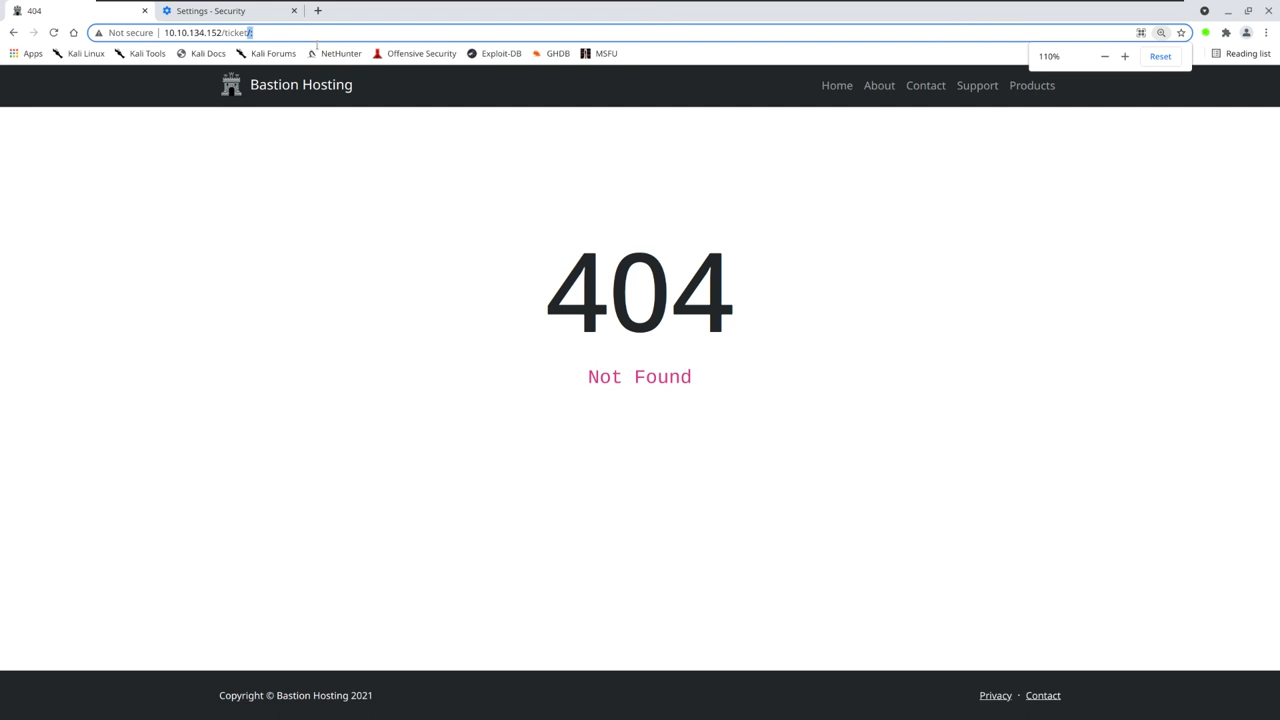 404
Settings - Security
Not secure
10.10.134.152/ticket/:
Apps
Kali Linux
Kali Tools
Kali Docs
Kali Forums
NetHunter
Offensive Security
Exploit-DB
GHDB
MSFU
110%
Reset
Reading list
Bastion Hosting
Home
About
Contact
Support
Products
404
Not Found
Copyright © Bastion Hosting 2021
Privacy · Contact